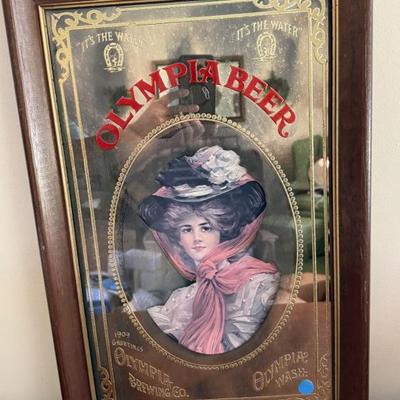 "IT'S THE WATER"
"IT'S THE WATER"
OLYMPIA BEER
1909
GREETINGS
OLYMPIA
BREWING CO.
OLYMPIA
WASH.